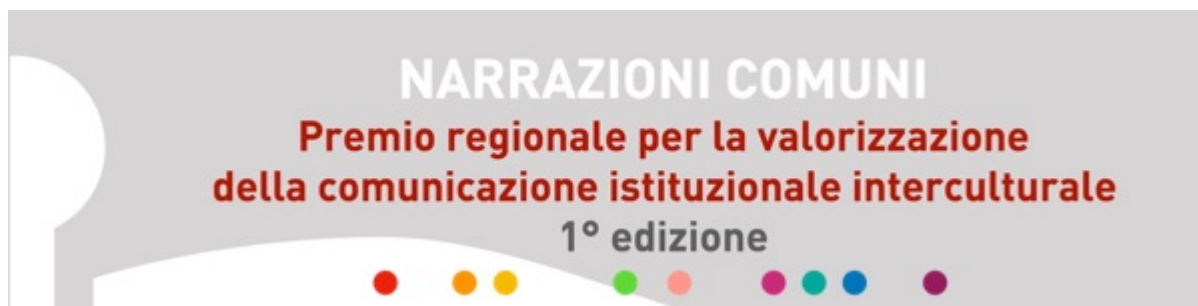 NARRAZIONI COMUNI
Premio regionale per la valorizzazione
della comunicazione istituzionale interculturale
1° edizione